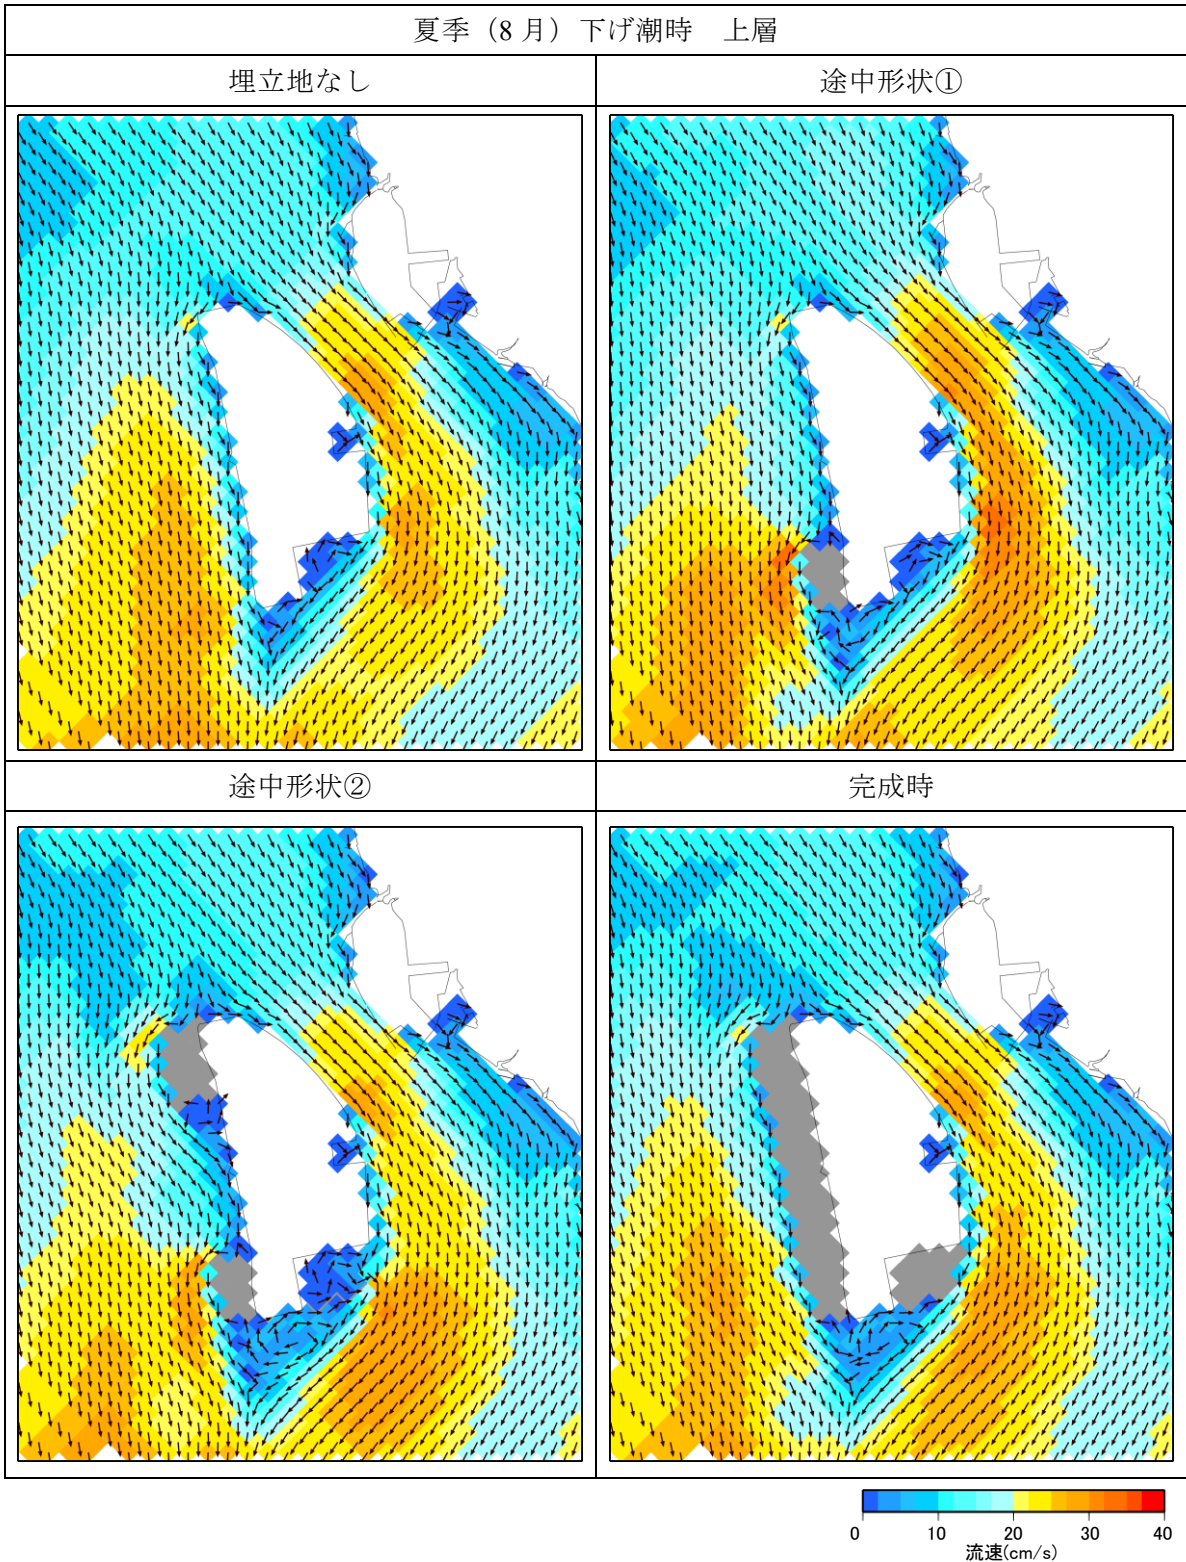 夏季（8 月）下げ潮時　上層
埋立地なし
途中形状①
途中形状②
完成時
0 10 20 30 40
流速(cm/s)